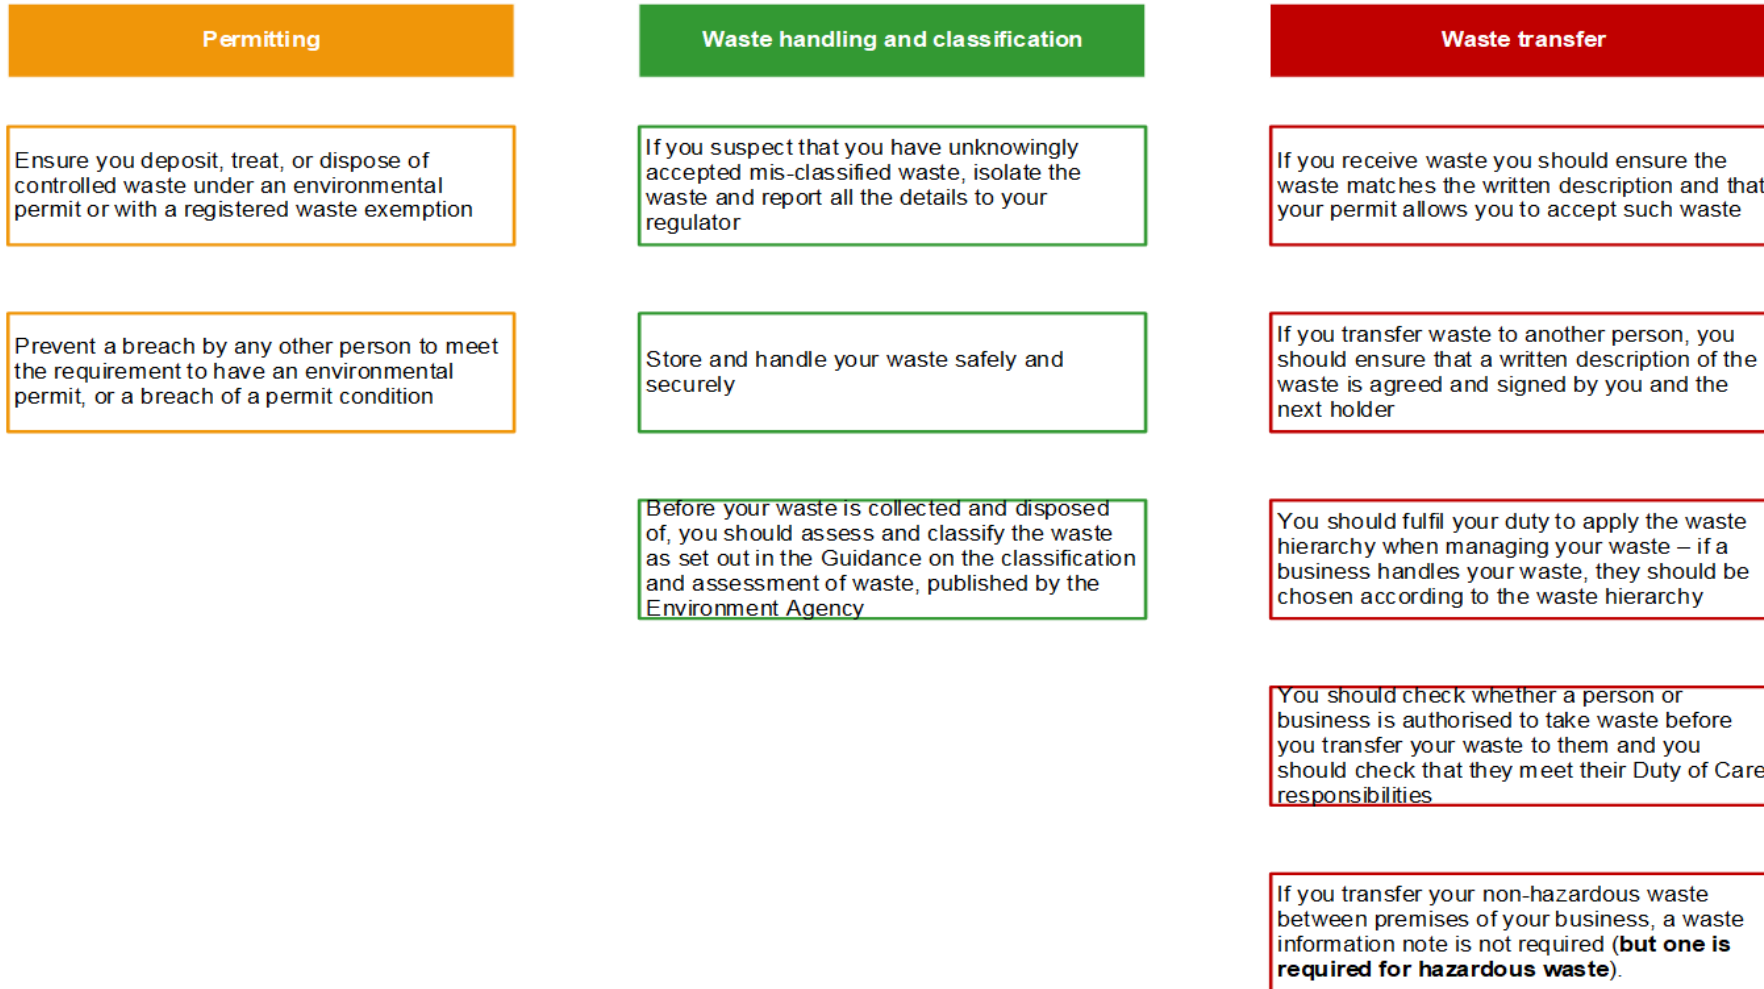 Permitting
Ensure you deposit, treat, or dispose of
controlled waste under an environmental
permit or with a registered waste exemption
Prevent a breach by any other person to meet
the requirement to have an environmental
permit, or a breach of a permit condition
Waste handling and classification
If you suspect that you have unknowingly
accepted mis-classified waste, isolate the
waste and report all the details to your
regulator
Store and handle your waste safely and
securely
Before your waste is collected and disposed
of, you should assess and classify the waste
as set out in the Guidance on the classification
and assessment of waste, published by the
Environment Agency
Waste transfer
If you receive waste you should ensure the
waste matches the written description and that
your permit allows you to accept such waste
If you transfer waste to another person, you
should ensure that a written description of the
waste is agreed and signed by you and the
next holder
You should fulfil your duty to apply the waste
hierarchy when managing your waste – if a
business handles your waste, they should be
chosen according to the waste hierarchy
You should check whether a person or
business is authorised to take waste before
you transfer your waste to them and you
should check that they meet their Duty of Care
responsibilities
If you transfer your non-hazardous waste
between premises of your business, a waste
information note is not required (but one is
required for hazardous waste).